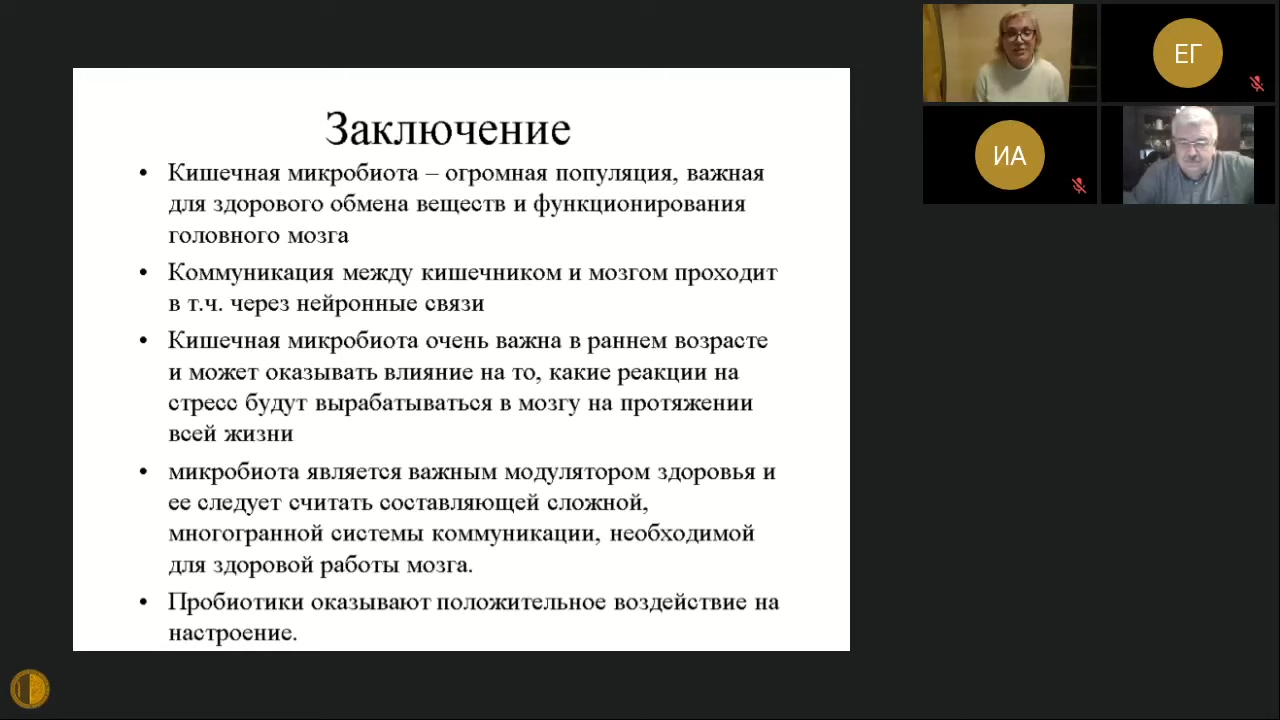 Заключение
• Кишечная микробиота – огромная популяция, важная
для здорового обмена веществ и функционирования
головного мозга
• Коммуникация между кишечником и мозгом проходит
в т.ч. через нейронные связи
• Кишечная микробиота очень важна в раннем возрасте
и может оказывать влияние на то, какие реакции на
стресс будут вырабатываться в мозгу на протяжении
всей жизни
• микробиота является важным модулятором здоровья и
ее следует считать составляющей сложной,
многогранной системы коммуникации, необходимой
для здоровой работы мозга.
• Пробиотики оказывают положительное воздействие на
настроение.
ЕГ
ИА